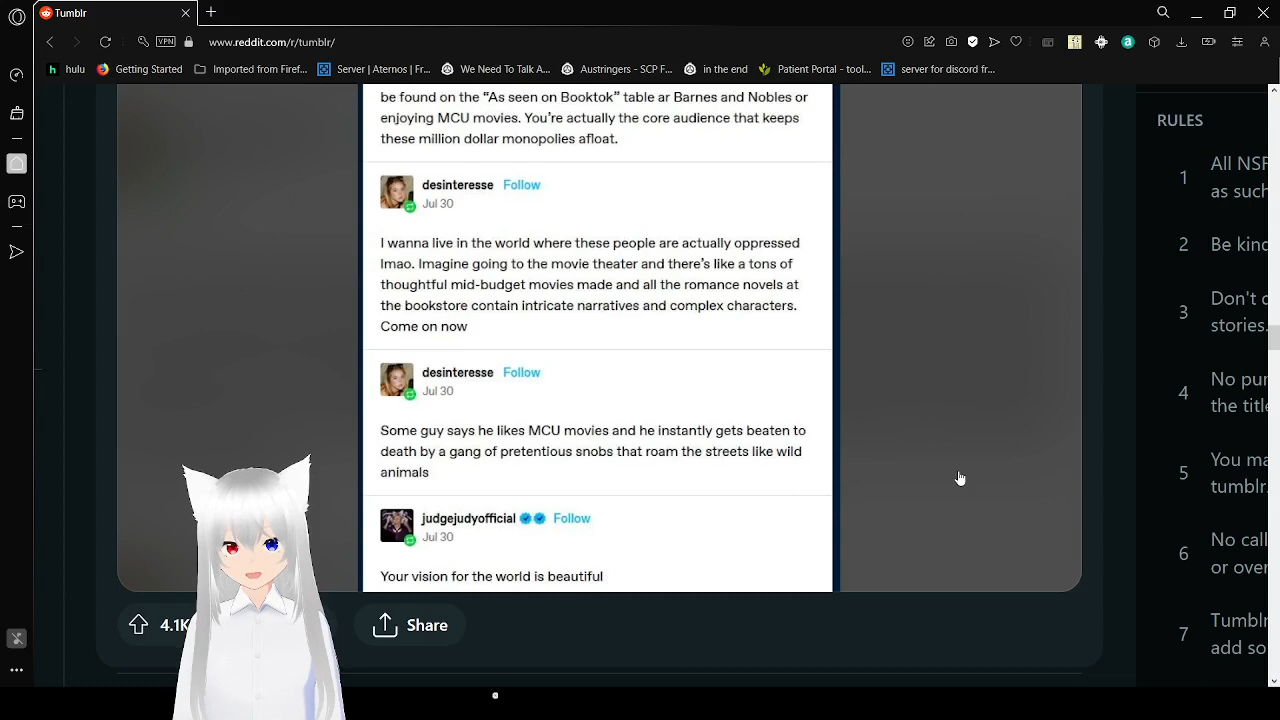 Tumblr
VPN
www.reddit.com/r/tumblr/
hulu
Getting Started
Imported from Firef...
Server | Aternos | Fr...
We Need To Talk A...
Austringers - SCP F...
in the end
Patient Portal - tool...
server for discord fr...
be found on the “As seen on Booktok” table ar Barnes and Nobles or
enjoying MCU movies. You’re actually the core audience that keeps
these million dollar monopolies afloat.
desinteresse Follow
Jul 30
I wanna live in the world where these people are actually oppressed
lmao. Imagine going to the movie theater and there’s like a tons of
thoughtful mid-budget movies made and all the romance novels at
the bookstore contain intricate narratives and complex characters.
Come on now
desinteresse Follow
Jul 30
Some guy says he likes MCU movies and he instantly gets beaten to
death by a gang of pretentious snobs that roam the streets like wild
animals
judgejudyofficial Follow
Jul 30
Your vision for the world is beautiful
4.1K
Share
RULES
1 All NSF
as such
2 Be kind
3 Don't
stories.
4 No pur
the title
5 You ma
tumblr.
6 No call
or over
7 Tumblr
add so